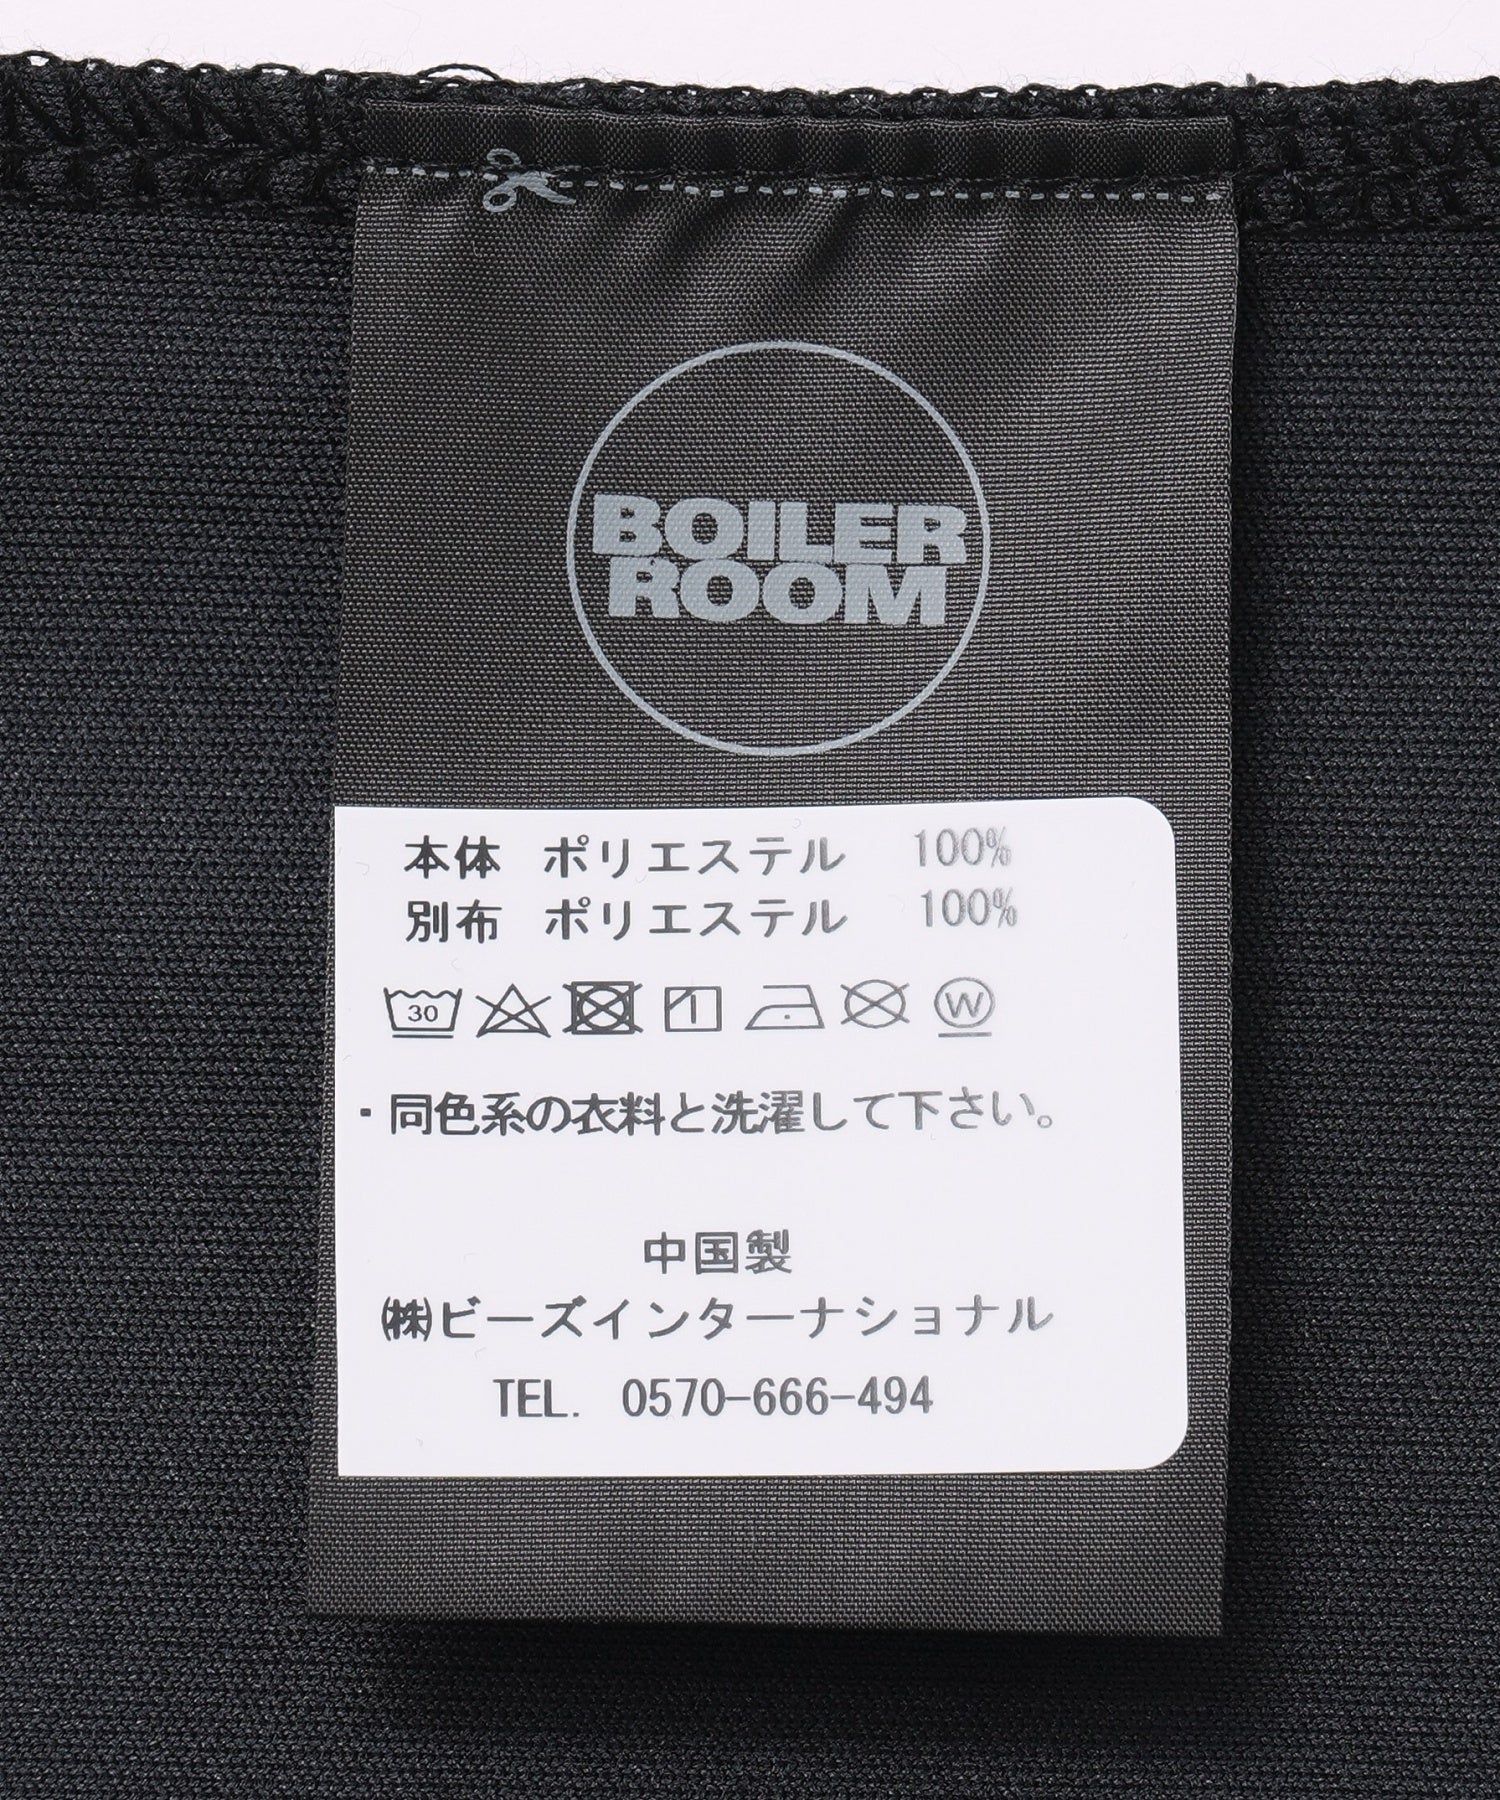 BOILER
ROOM
本体 ポリエステル 100%
別布 ポリエステル 100%
30 W
・同色系の衣料と洗濯して下さい。
中国製
㈱ビーズインターナショナル
TEL. 0570-666-494